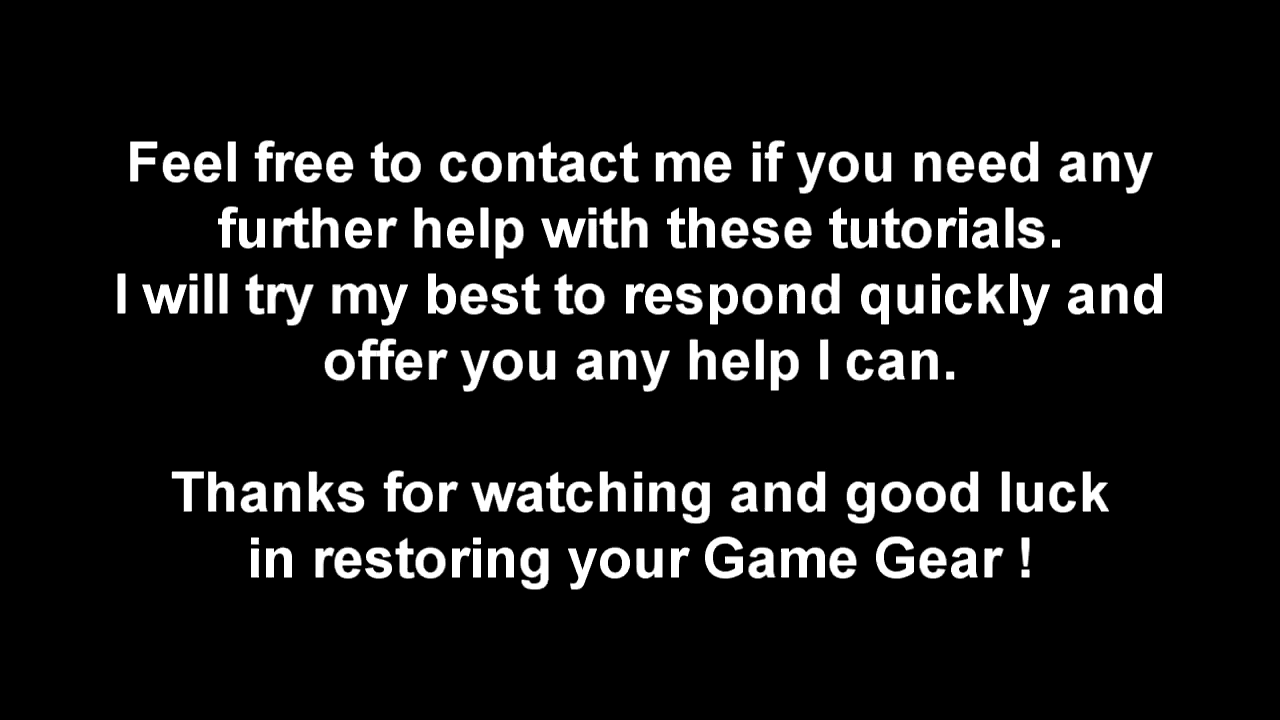 Feel free to contact me if you need any
further help with these tutorials.
I will try my best to respond quickly and
offer you any help I can.
Thanks for watching and good luck
in restoring your Game Gear !